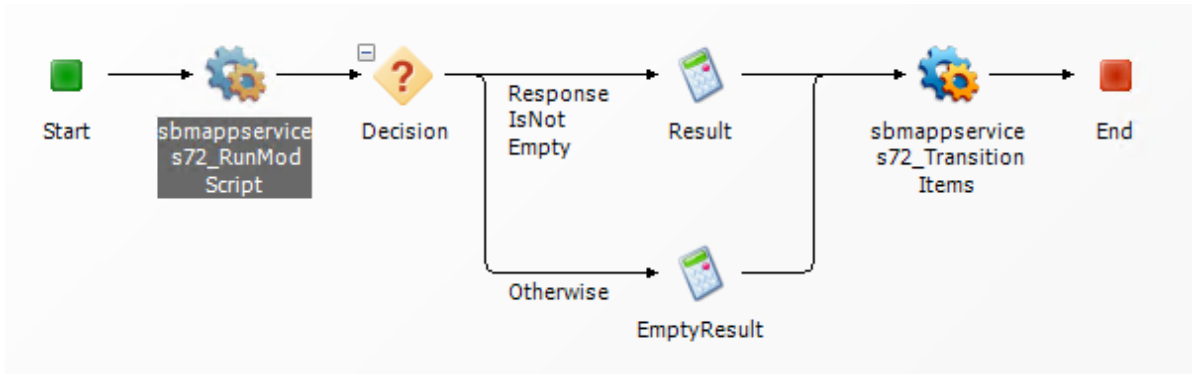 Start
sbmappservice
s72_RunMod
Script
?
Decision
Response
IsNot
Empty
Result
sbmappservice
s72_Transition
Items
End
Otherwise
EmptyResult